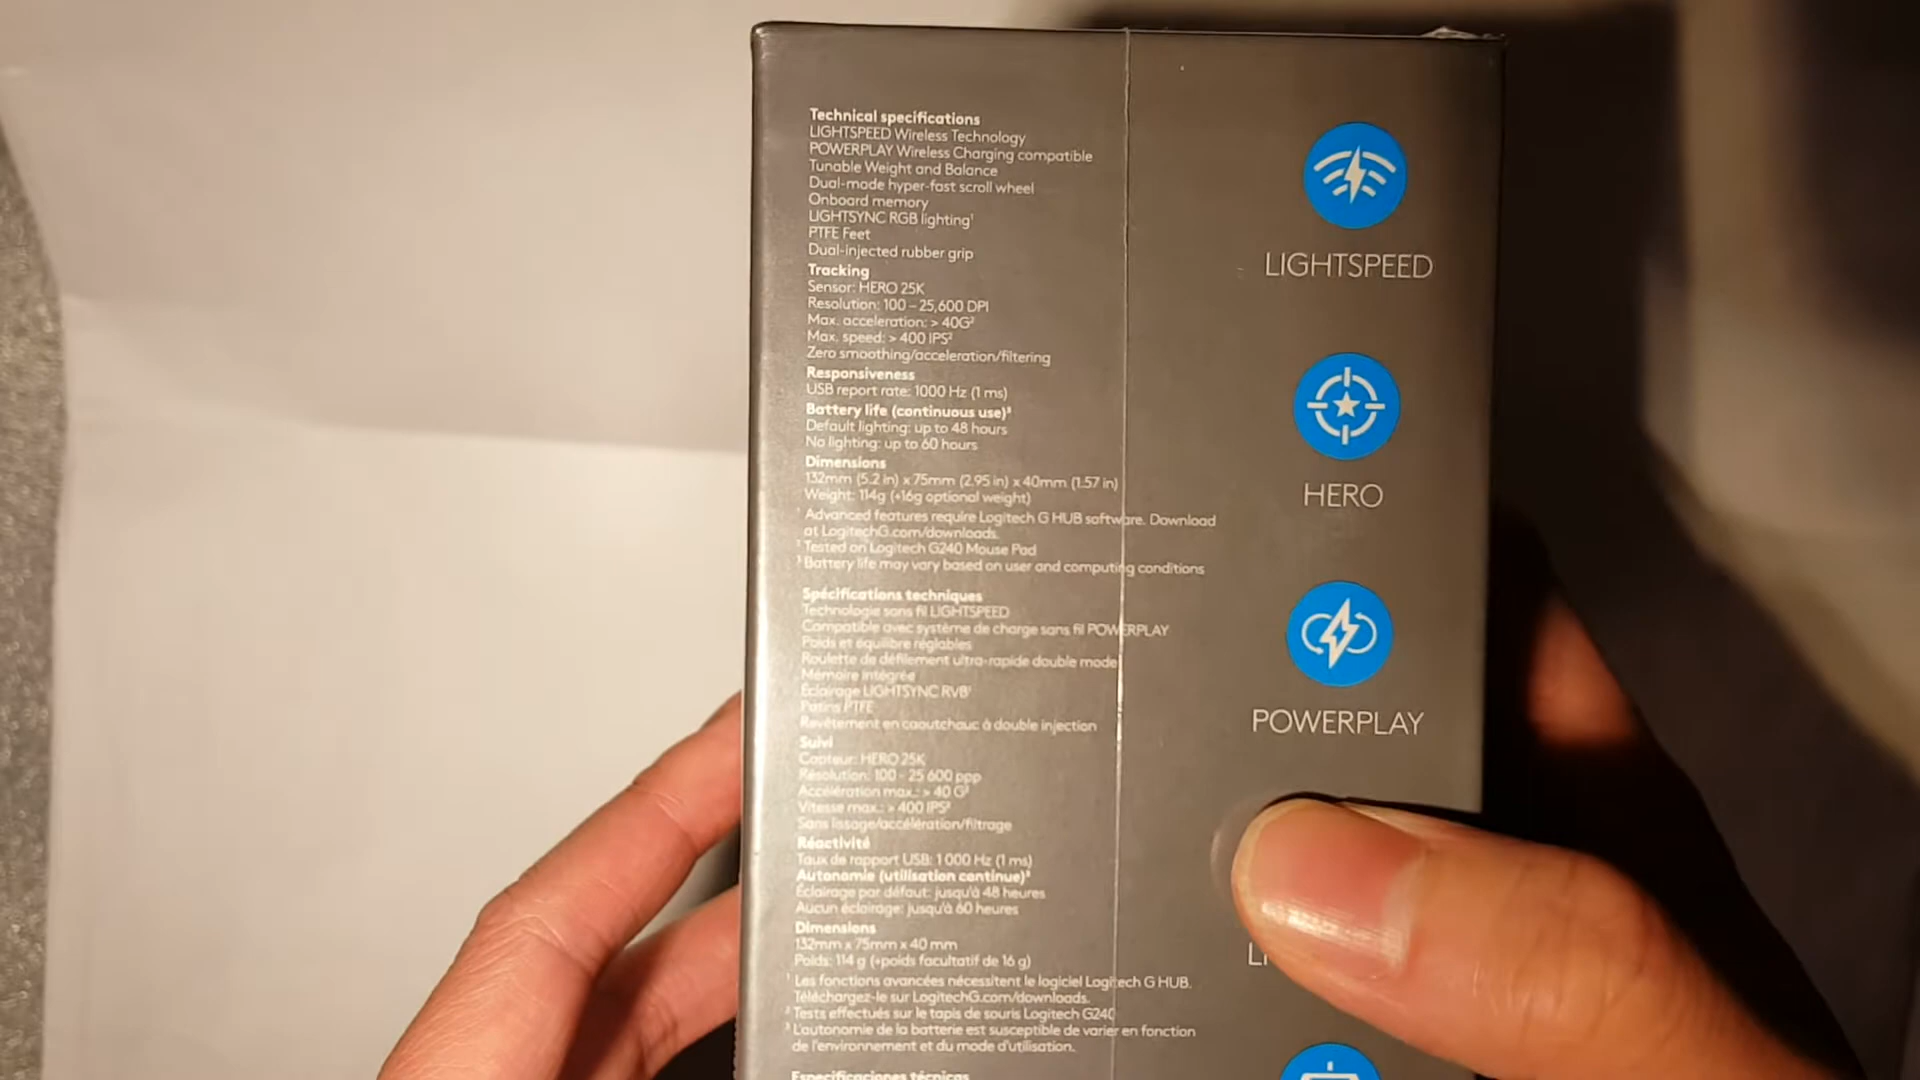 Technical specifications
LIGHTSPEED Wireless Technology
POWERPLAY Wireless Charging compatible
Tunable Weight and Balance
Dual-mode hyper-fast scroll wheel
Onboard memory
LIGHTSYNC RGB lighting¹
PTFE Feet
Dual-injected rubber grip
Tracking
Sensor: HERO 25K
Resolution: 100 – 25,600 DPI
Max. acceleration: > 40G²
Max. speed: > 400 IPS²
Zero smoothing/acceleration/filtering
Responsiveness
USB report rate: 1000 Hz (1 ms)
Battery life (continuous use)³
Default lighting: up to 48 hours
No lighting: up to 60 hours
Dimensions
132mm (5.2 in) x 75mm (2.95 in) x 40mm (1.57 in)
Weight: 114g (+16g optional weight)
¹ Advanced features require Logitech G HUB software. Download
at LogitechG.com/downloads.
² Tested on Logitech G240 Mouse Pad
³ Battery life may vary based on user and computing conditions
Spécifications techniques
Technologie sans fil LIGHTSPEED
Compatible avec système de charge sans fil POWERPLAY
Poids et équilibre réglables
Roulette de défilement ultra-rapide double mode
Mémoire intégrée
Éclairage LIGHTSYNC RVB¹
Patins PTFE
Revêtement en caoutchouc à double injection
Suivi
Capteur: HERO 25K
Résolution: 100 - 25 600 ppp
Accélération max.: > 40 G²
Vitesse max.: > 400 IPS²
Sans lissage/accélération/filtrage
Réactivité
Taux de rapport USB: 1 000 Hz (1 ms)
Autonomie (utilisation continue)³
Éclairage par défaut: jusqu'à 48 heures
Aucun éclairage: jusqu'à 60 heures
Dimensions
132mm x 75mm x 40 mm
Poids: 114 g (+poids facultatif de 16 g)
¹ Les fonctions avancées nécessitent le logiciel Logitech G HUB.
Téléchargez-le sur LogitechG.com/downloads.
² Tests effectués sur le tapis de souris Logitech G240
³ L'autonomie de la batterie est susceptible de varier en fonction
de l'environnement et du mode d'utilisation.
Especificaciones técnicas
LIGHTSPEED
HERO
POWERPLAY